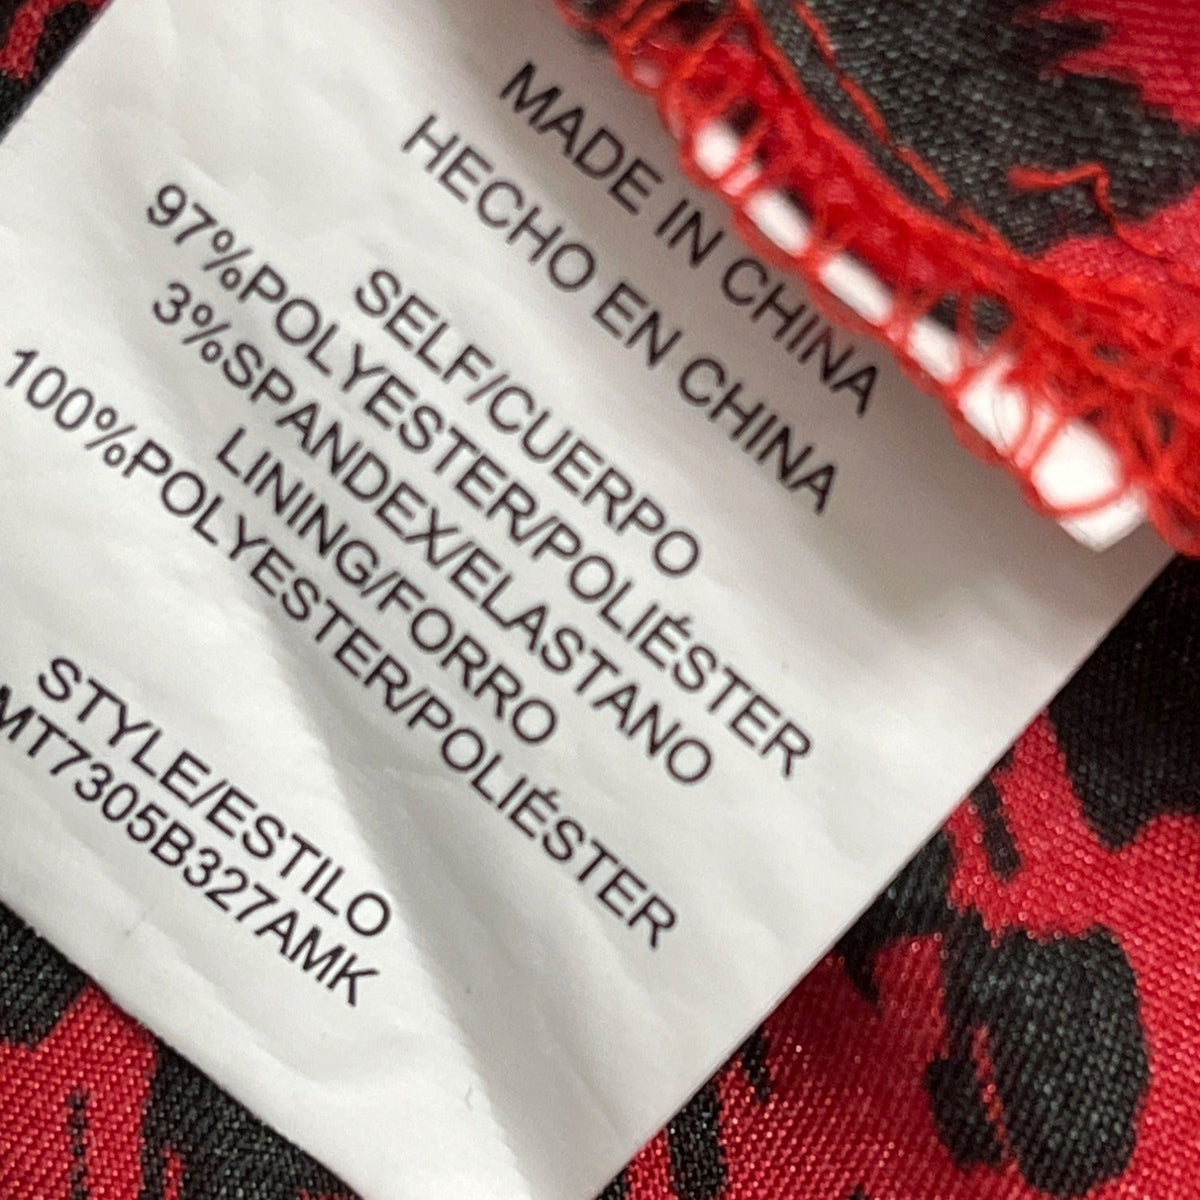 MADE IN CHINA
HECHO EN CHINA
SELF/CUERPO
97%POLYESTER/POLIÉSTER
3%SPANDEX/ELASTANO
LINING/FORRO
100%POLYESTER/POLIÉSTER
STYLE/ESTILO
MT7305B327AMK